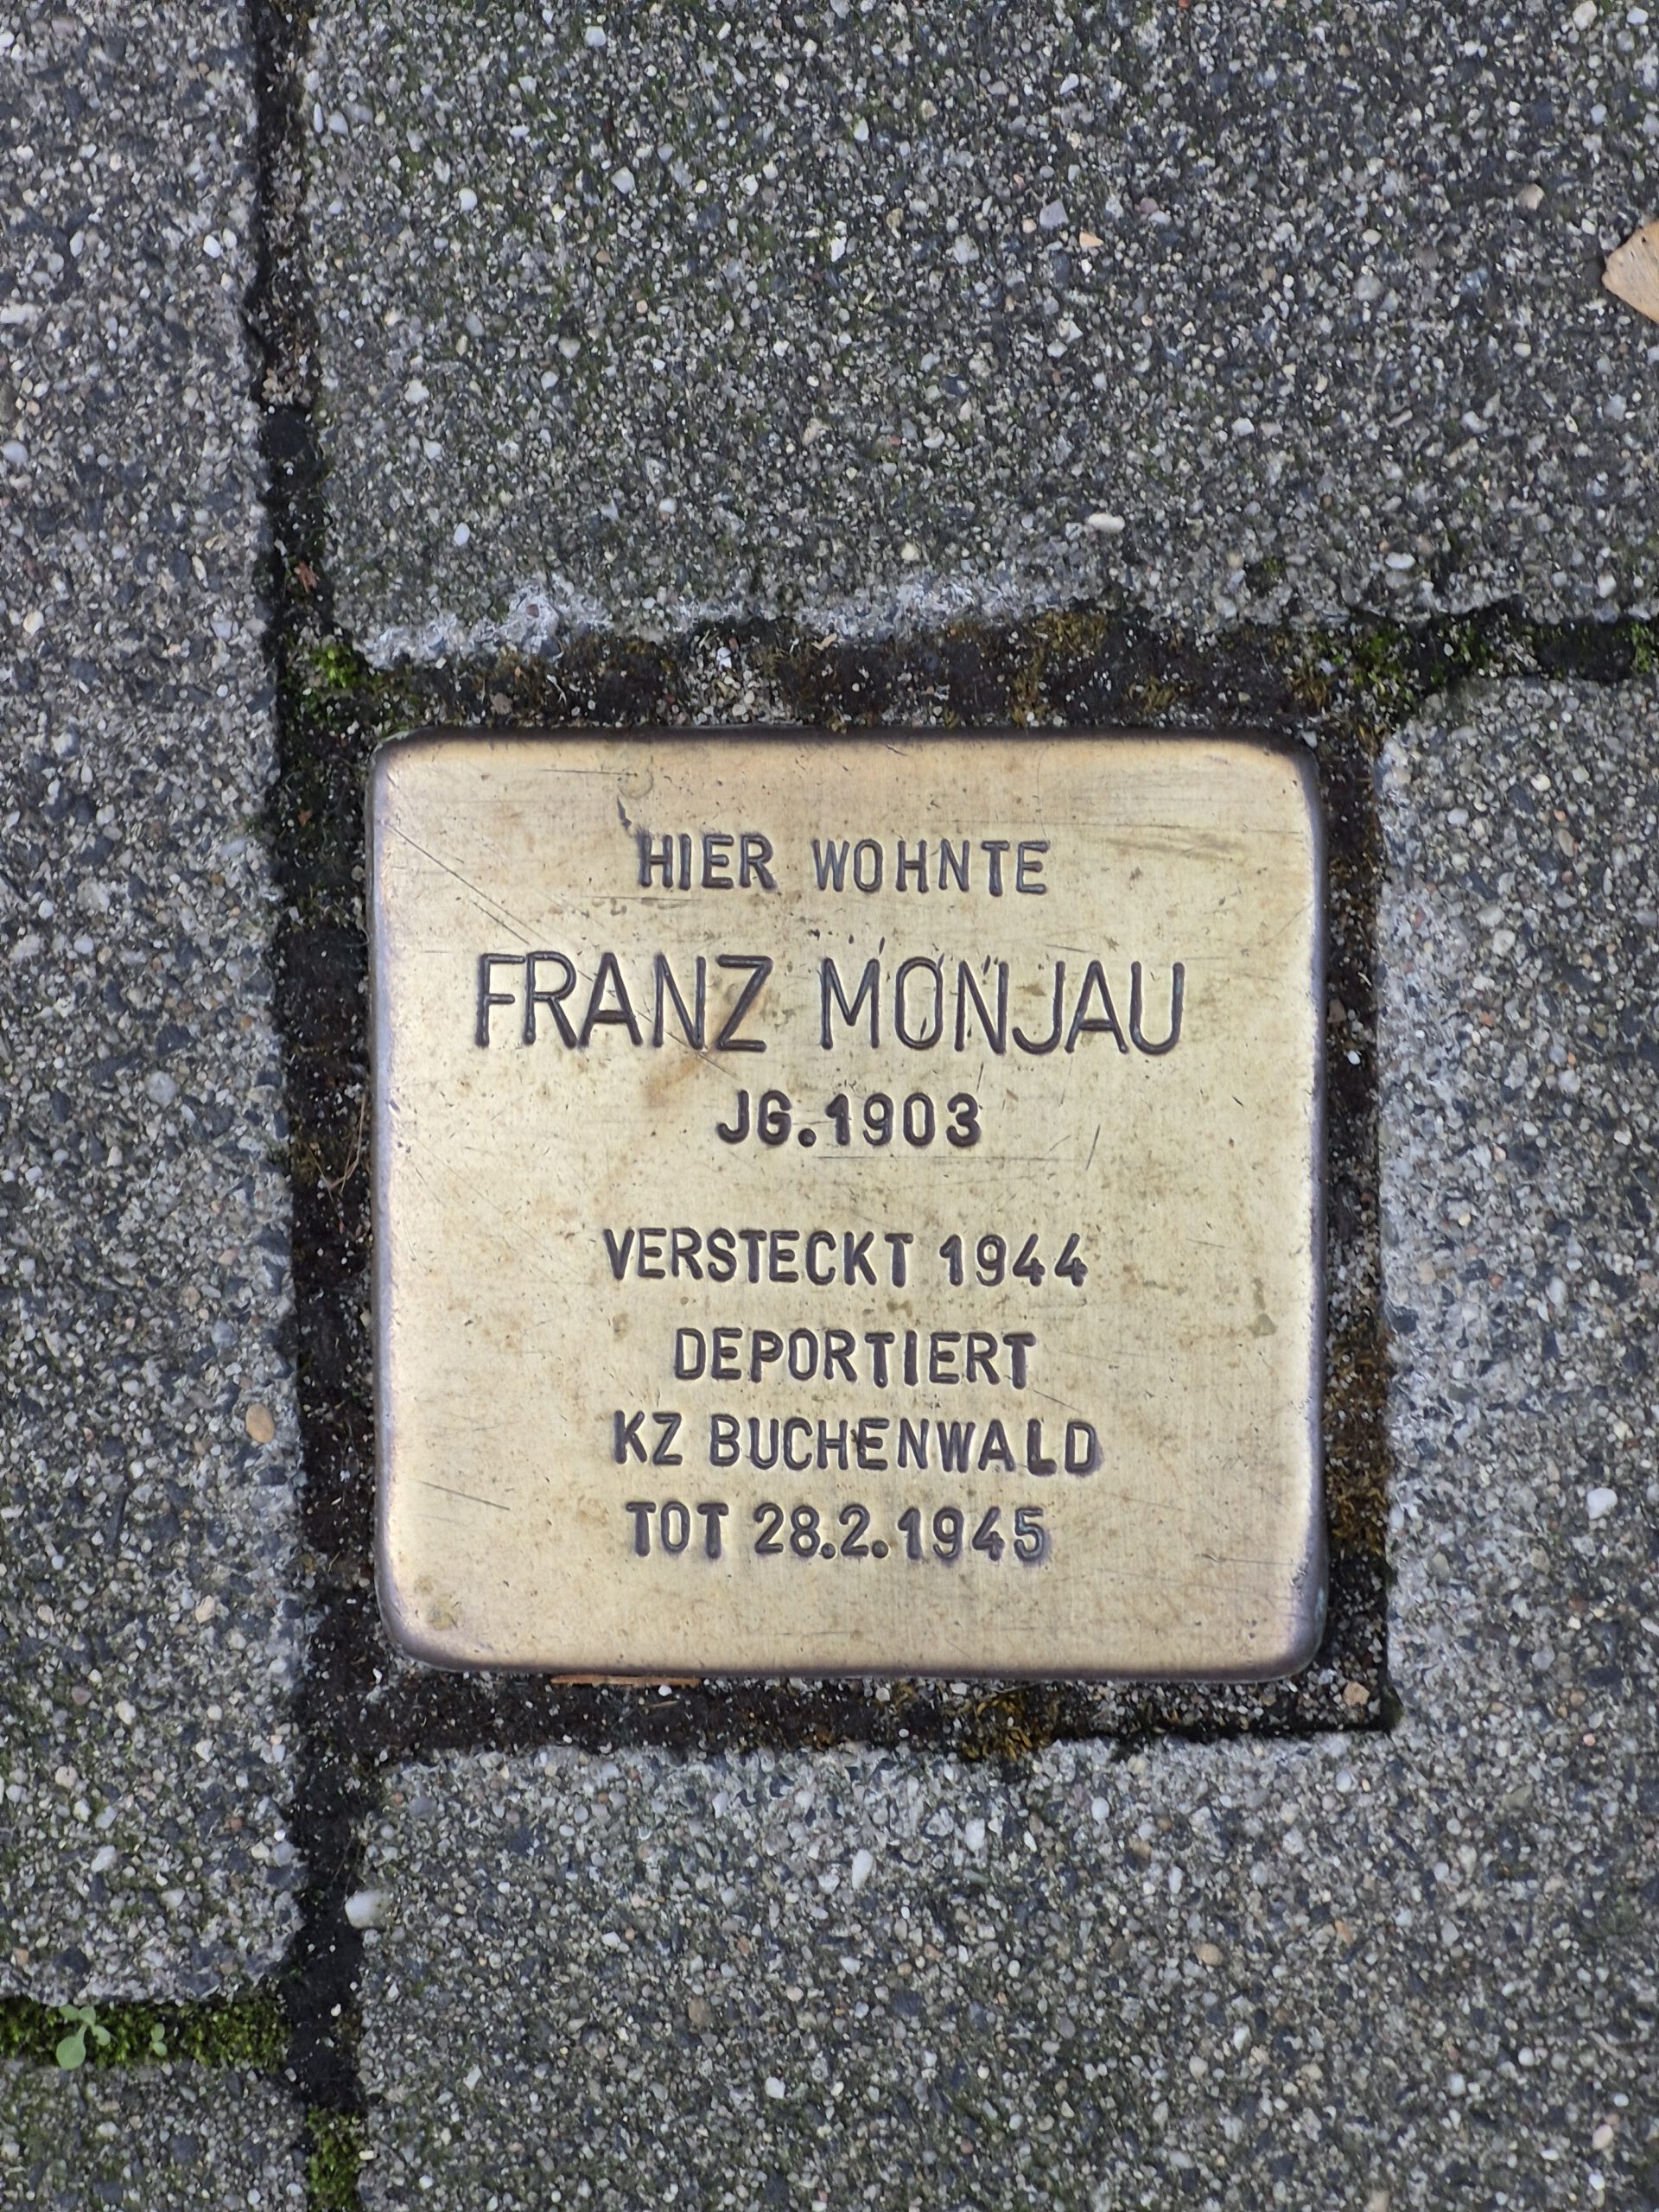 HIER WOHNTE
FRANZ MONJAU
JG.1903
VERSTECKT 1944
DEPORTIERT
KZ BUCHENWALD
TOT 28.2.1945